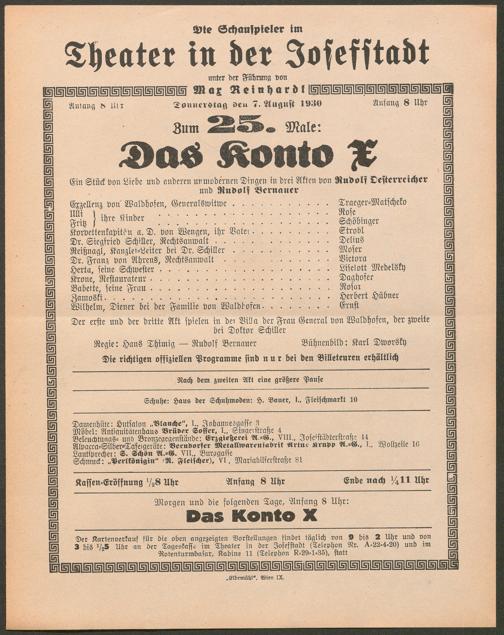 Die Schauspieler im
Theater in der Josefstadt
unter der Führung von
Max Reinhardt
Anfang 8 Uhr Donnerstag den 7. August 1930 Anfang 8 Uhr
Zum 25. Male:
Das Konto X
Ein Stück von Liebe und anderen urmodernen Dingen in drei Akten von Rudolf Oesterreicher
und Rudolf Bernauer
Exzellenz von Waldhofen, Generalswitwe Traeger-Matscheko
Ulli } ihre Kinder Rose
Fritz Schöbinger
Korvettenkapitän a. D. von Wengen, ihr Vater Strobl
Dr. Siegfried Schiller, Rechtsanwalt Delius
Reißnagl, Kanzlei-Leiter bei Dr. Schiller Moser
Dr. Franz von Ahrens, Rechtsanwalt Victora
Herta, seine Schwester Liselott Medelsky
Krone, Restaurateur Daghofer
Babette, seine Frau Rosar
Zamoski Herbert Hübner
Wilhelm, Diener bei der Familie von Waldhofen Ernst
Der erste und der dritte Akt spielen in der Villa der Frau General von Waldhofen, der zweite
bei Doktor Schiller
Regie: Hans Thimig — Rudolf Bernauer Bühnenbild: Karl Dworsky
Die richtigen offiziellen Programme sind nur bei den Billeteuren erhältlich
Nach dem zweiten Akt eine größere Pause
Schuhe: Haus der Schuhmoden: H. Bauer, I., Fleischmarkt 10
Damenhüte: Hutsalon „Blanche", I., Johannesgasse 3
Möbel: Antiquitätenhaus Brüder Soffer, I., Singerstraße 4
Beleuchtungs- und Bronzegegenstände: Erzgießerei A.-G., VIII., Josefstädterstraße 14
Alpacca-Silber-Tafelgeräte: Berndorfer Metallwarenfabrik Artur Krupp A.-G., I., Wollzeile 16
Lautsprecher: S. Schön A.-G. VII., Burggasse
Schmuck: „Perlkönigin" (R. Fleischer), VI., Mariahilferstraße 81
Kassen-Eröffnung ½8 Uhr Anfang 8 Uhr Ende nach ¼11 Uhr
Morgen und die folgenden Tage, Anfang 8 Uhr:
Das Konto X
Der Kartenverkauf für die oben angezeigten Vorstellungen findet täglich von 9 bis 2 Uhr und von
3 bis ½5 Uhr an der Tageskasse im Theater in der Josefstadt (Telephon Nr. A-22-4-20) und im
Rotenturmbazar, Kabine 11 (Telephon R-29-1-35), statt
„Elbemühl", Wien IX.